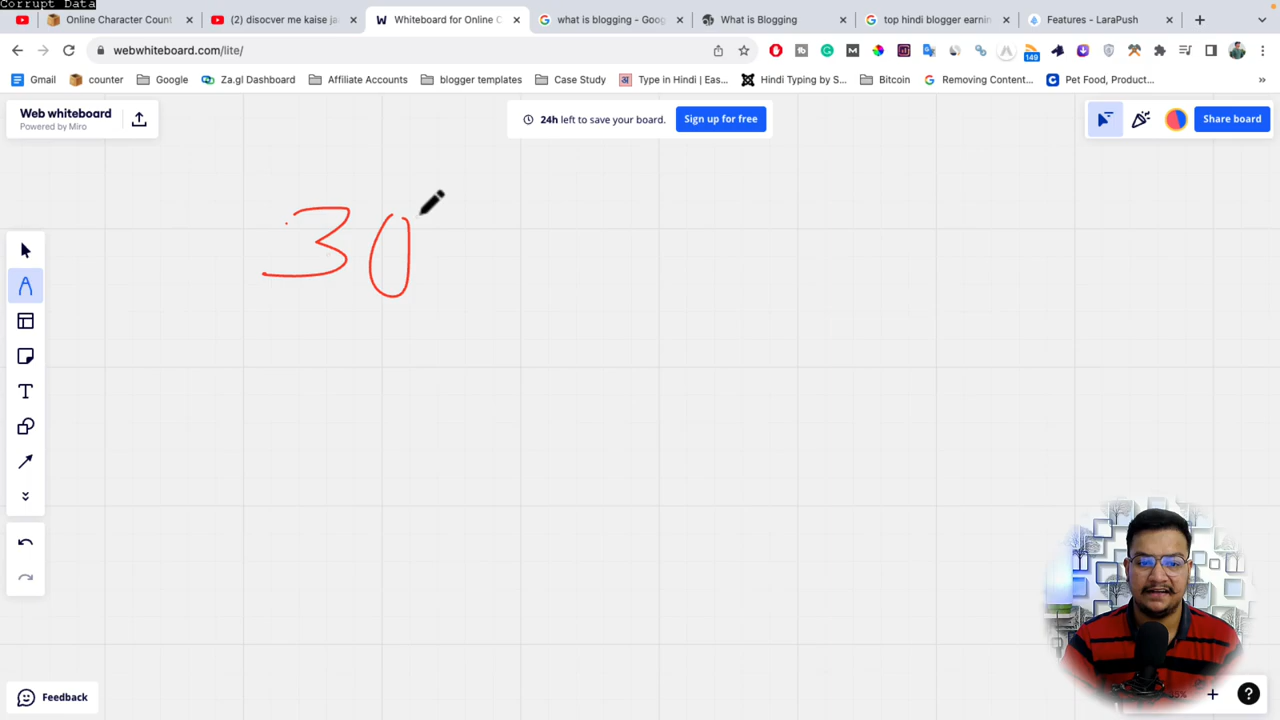 Corrupt Data
Online Character Count
(2) disocver me kaise ja
Whiteboard for Online C
what is blogging - Goog
What is Blogging
top hindi blogger earnin
Features - LaraPush
webwhiteboard.com/lite/
149
Gmail
counter
Google
Za.gl Dashboard
Affiliate Accounts
blogger templates
Case Study
Type in Hindi | Eas...
Hindi Typing by S...
Bitcoin
Removing Content...
Pet Food, Product...
Web whiteboard
Powered by Miro
24h left to save your board.
Sign up for free
Share board
30
Feedback